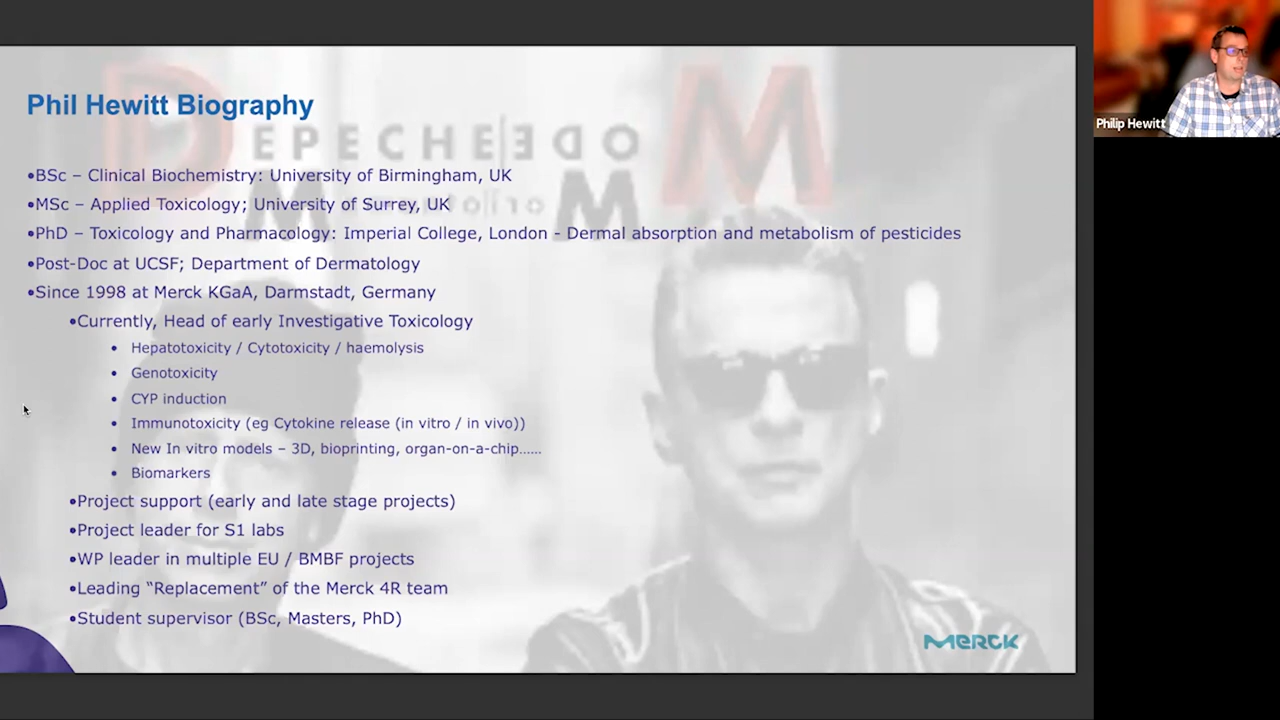 Phil Hewitt Biography
DEPECHE MODE M
M
M
•BSc – Clinical Biochemistry: University of Birmingham, UK
•MSc – Applied Toxicology; University of Surrey, UK
•PhD – Toxicology and Pharmacology: Imperial College, London - Dermal absorption and metabolism of pesticides
•Post-Doc at UCSF; Department of Dermatology
•Since 1998 at Merck KGaA, Darmstadt, Germany
•Currently, Head of early Investigative Toxicology
• Hepatotoxicity / Cytotoxicity / haemolysis
• Genotoxicity
• CYP induction
• Immunotoxicity (eg Cytokine release (in vitro / in vivo))
• New In vitro models – 3D, bioprinting, organ-on-a-chip......
• Biomarkers
•Project support (early and late stage projects)
•Project leader for S1 labs
•WP leader in multiple EU / BMBF projects
•Leading “Replacement” of the Merck 4R team
•Student supervisor (BSc, Masters, PhD)
MERCK
Philip Hewitt